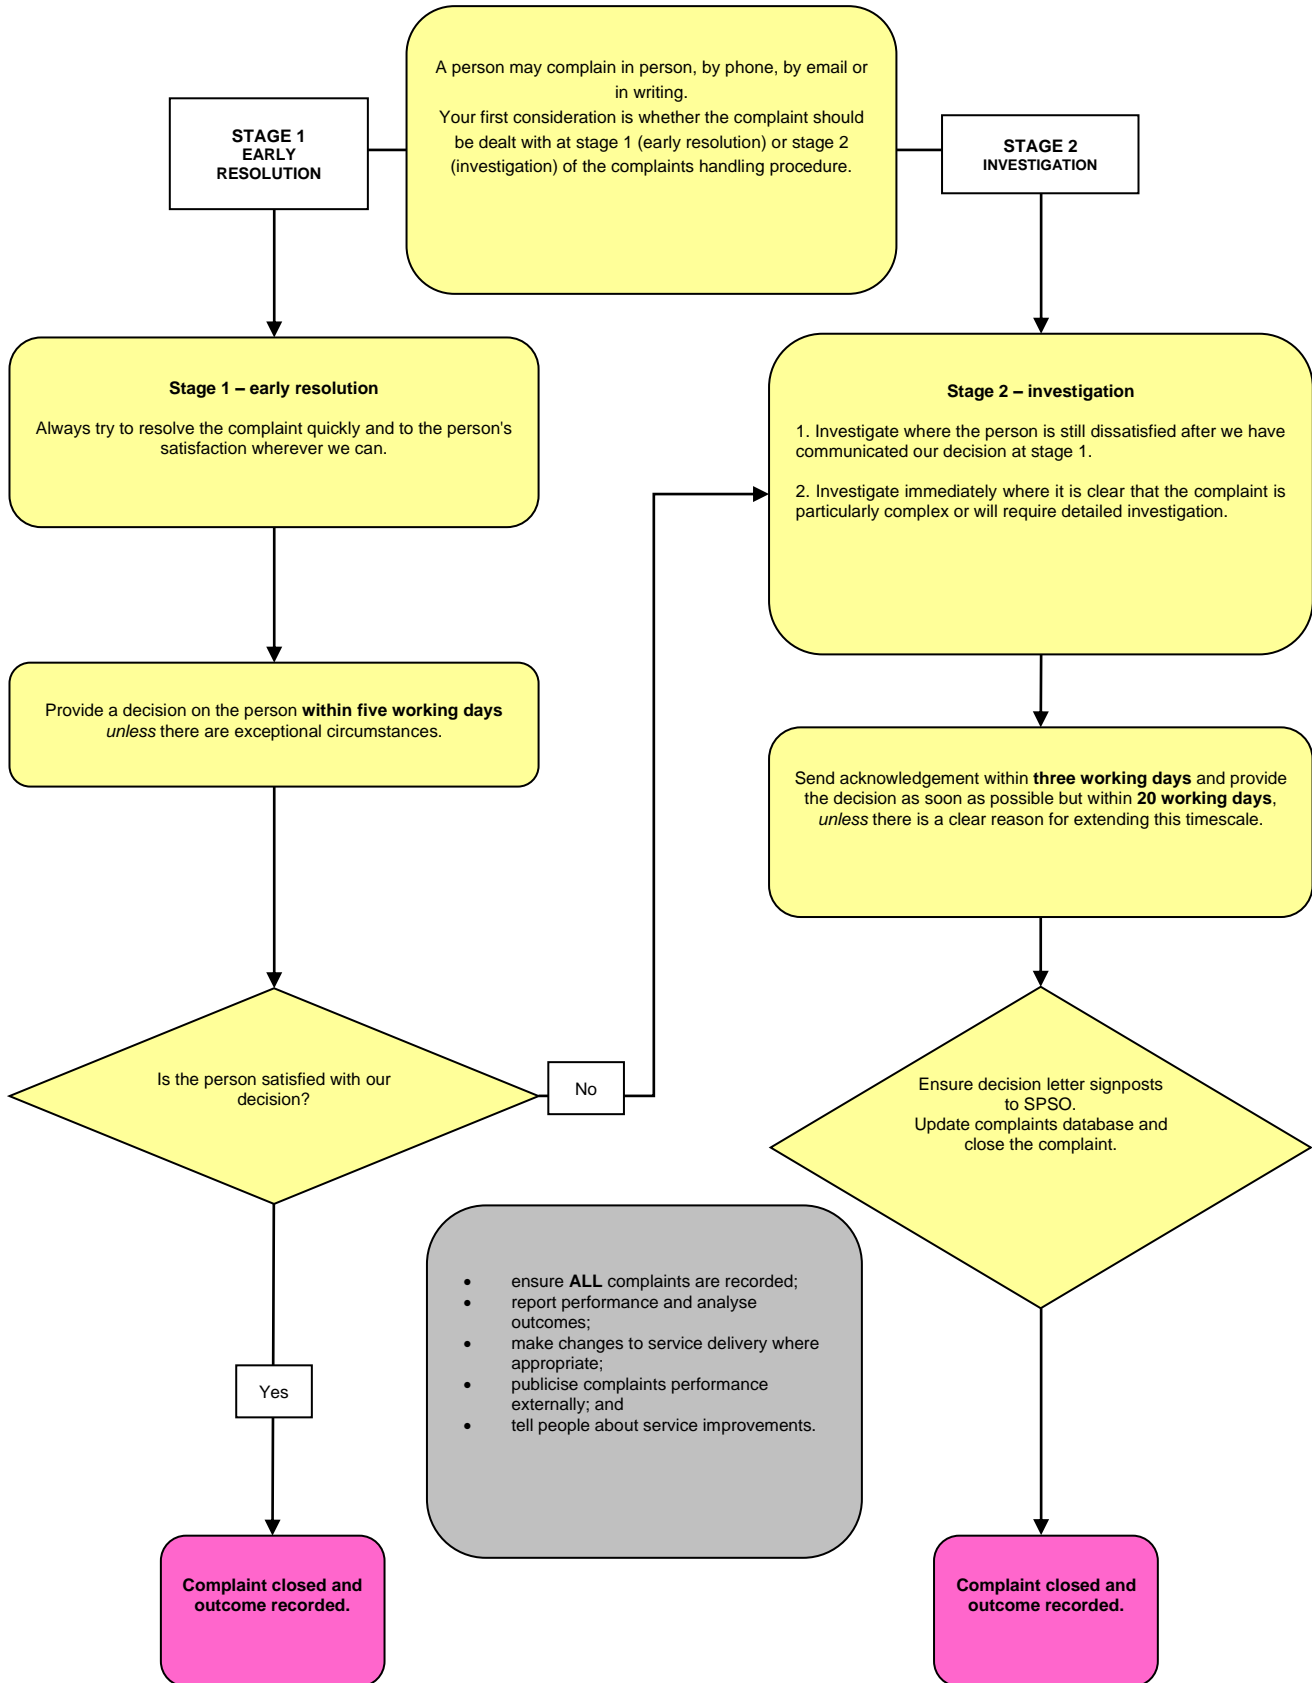 A person may complain in person, by phone, by email or
in writing.
Your first consideration is whether the complaint should
be dealt with at stage 1 (early resolution) or stage 2
(investigation) of the complaints handling procedure.
STAGE 1
EARLY
RESOLUTION
STAGE 2
INVESTIGATION
Stage 1 – early resolution
Always try to resolve the complaint quickly and to the person's
satisfaction wherever we can.
Stage 2 – investigation
1. Investigate where the person is still dissatisfied after we have
communicated our decision at stage 1.
2. Investigate immediately where it is clear that the complaint is
particularly complex or will require detailed investigation.
Provide a decision on the person within five working days
unless there are exceptional circumstances.
Send acknowledgement within three working days and provide
the decision as soon as possible but within 20 working days,
unless there is a clear reason for extending this timescale.
Is the person satisfied with our
decision?
No
Ensure decision letter signposts
to SPSO.
Update complaints database and
close the complaint.
• ensure ALL complaints are recorded;
• report performance and analyse
outcomes;
• make changes to service delivery where
appropriate;
• publicise complaints performance
externally; and
• tell people about service improvements.
Yes
Complaint closed and
outcome recorded.
Complaint closed and
outcome recorded.